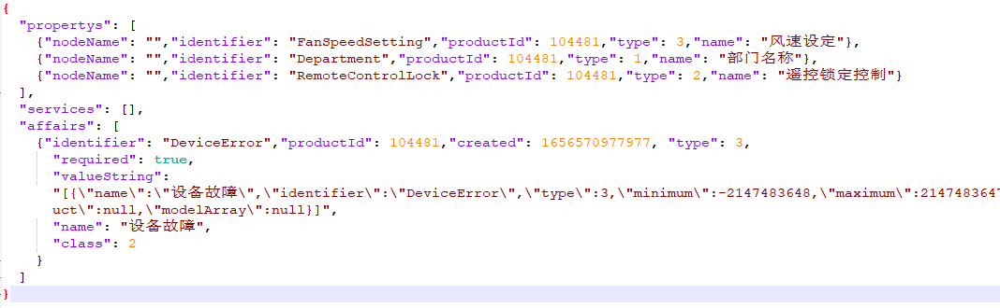 {
"propertys": [
{"nodeName": "","identifier": "FanSpeedSetting","productId": 104481,"type": 3,"name": "风速设定"},
{"nodeName": "","identifier": "Department","productId": 104481,"type": 1,"name": "部门名称"},
{"nodeName": "","identifier": "RemoteControlLock","productId": 104481,"type": 2,"name": "遥控锁定控制"}
],
"services": [],
"affairs": [
{"identifier": "DeviceError","productId": 104481,"created": 1656570977977, "type": 3,
"required": true,
"valueString":
"[{\"name\":\"设备故障\",\"identifier\":\"DeviceError\",\"type\":3,\"minimum\":-2147483648,\"maximum\":2147483647
uct\":null,\"modelArray\":null}]",
"name": "设备故障",
"class": 2
}
]
}